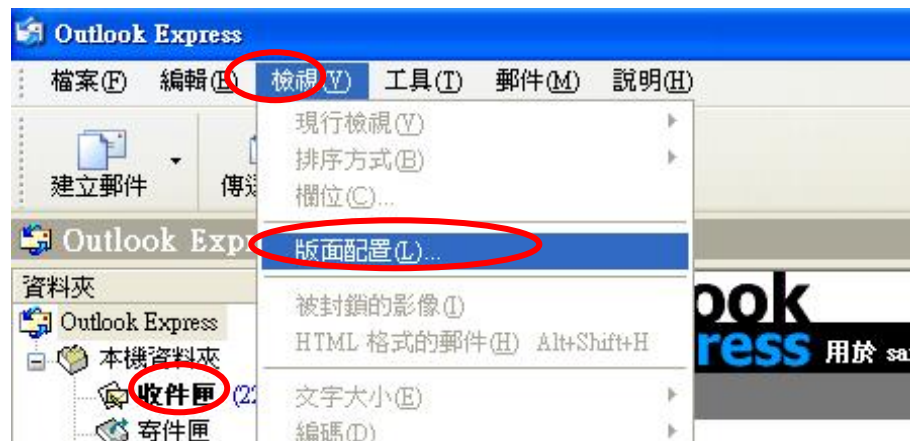 Outlook Express
檔案(F) 編輯(E) 檢視(V) 工具(T) 郵件(M) 說明(H)
現行檢視(V)
排序方式(B)
欄位(C)...
建立郵件
Outlook
版面配置(L)...
資料夾
被封鎖的影像(I)
Outlook Express
HTML 格式的郵件(H) Alt+Shift+H
用於
本機資料夾
收件匣
文字大小(E)
寄件匣
編碼(D)